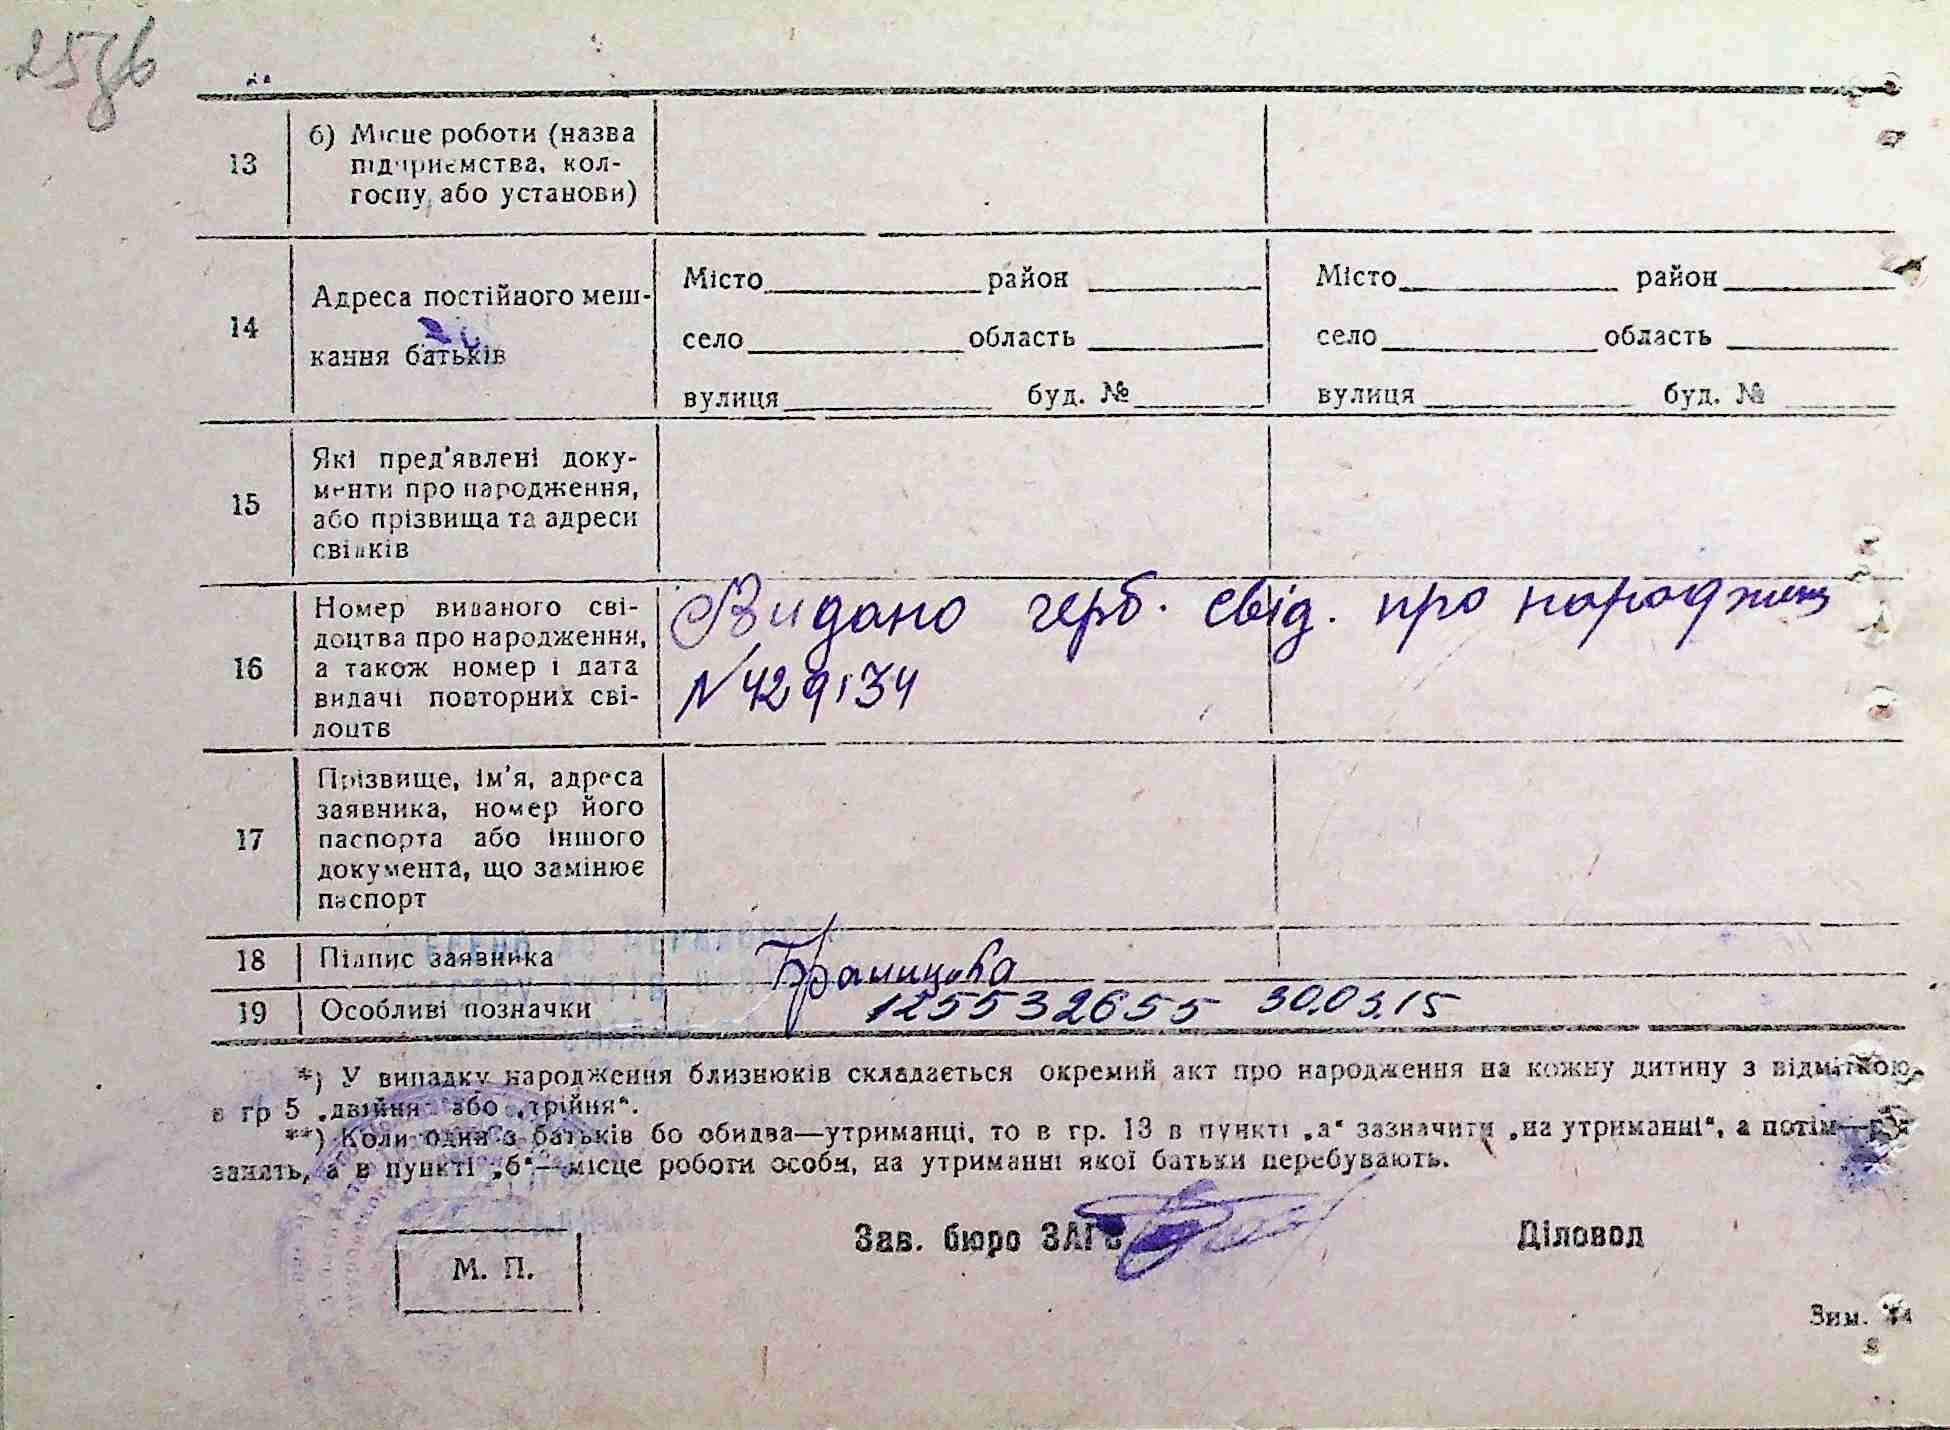 25зв
13
б) Місце роботи (назва
підприємства, кол-
госпу або установи)
14
Адреса постійного меш-
кання батьків
Місто район
село область
вулиця буд. №
Місто район
село область
вулиця буд. №
15
Які пред'явлені доку-
менти про народження,
або прізвища та адреси
свідків
16
Номер виданого сві-
доцтва про народження,
а також номер і дата
видачі повторних сві-
доцтв
Видано герб. свід. про народжен
N 429134
17
Прізвище, ім'я, адреса
заявника, номер його
паспорта або іншого
документа, що замінює
паспорт
18
Підпис заявника
19
Особливі позначки
1255532655 30.03.15
*) У випадку народження близнюків складається окремий акт про народження на кожну дитину з відміткою
в гр 5 „двійня“ або „трійня“.
**) Коли один з батьків бо обидва—утриманці, то в гр. 13 в пункті „а“ зазначити „на утриманні“, а потім—
занять, а в пункті „б“—місце роботи особи, на утриманні якої батьки перебувають.
М. П.
Зав. бюро ЗАГС
Діловод
Зим.